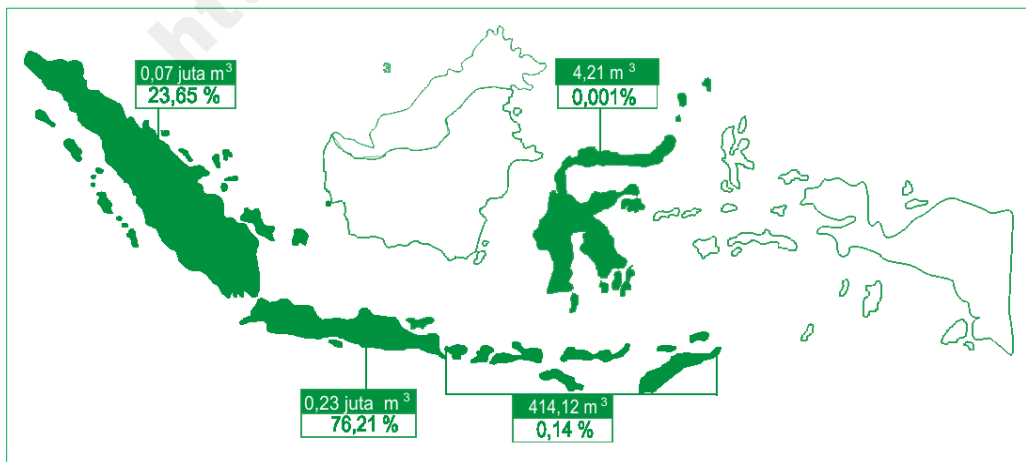 ht
0,07 juta m³
23,65 %
4,21 m³
0,001%
0,23 juta m³
76,21 %
414,12 m³
0,14 %